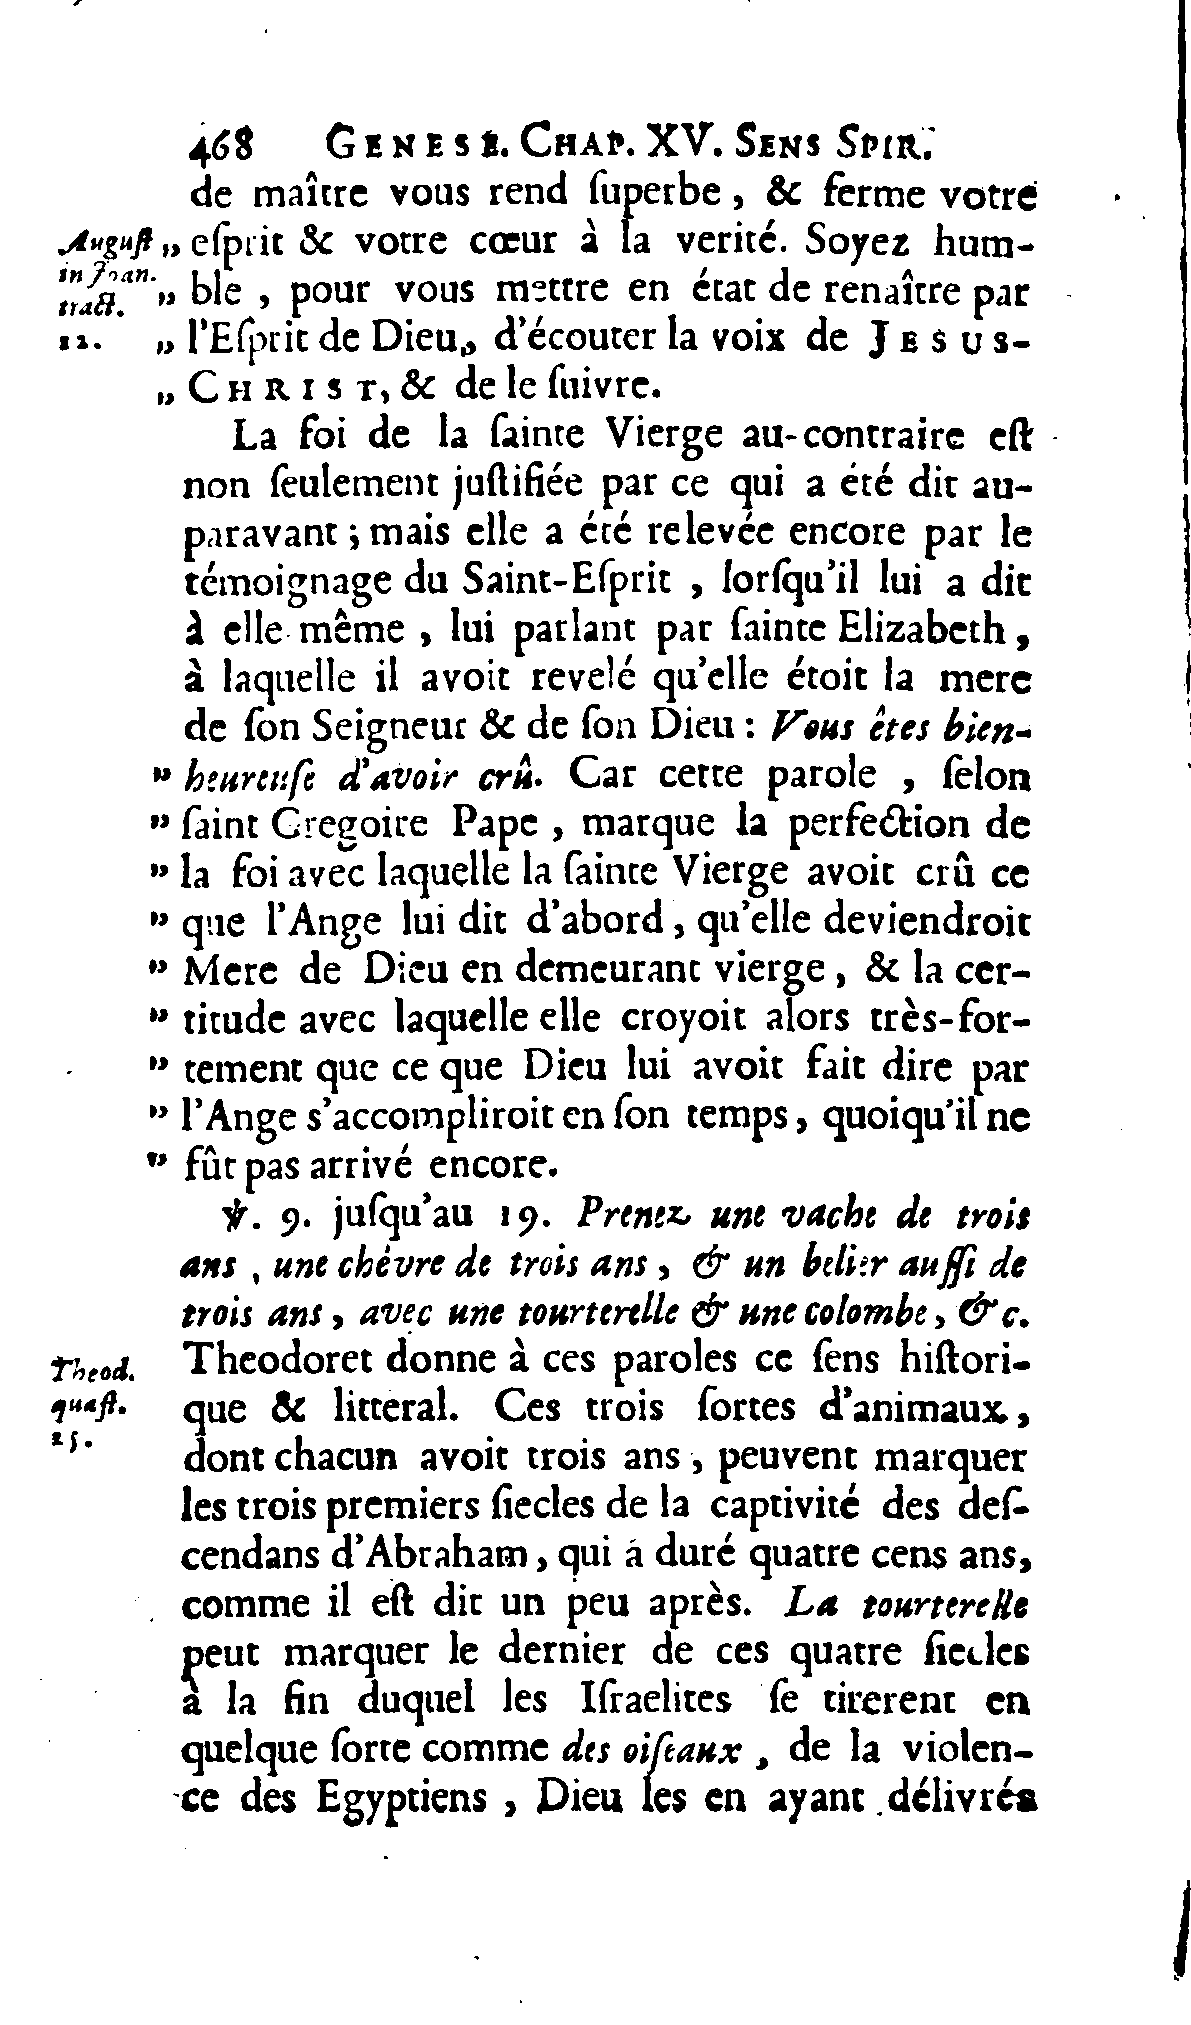 468 GENESE. CHAP. XV. SENS SPIR.
de maître vous rend ſuperbe, & ferme votre
August „ eſprit & votre cœur à la verité. Soyez hum-
in Joan. tract. „ ble, pour vous mettre en état de renaître par
12. „ l'Eſprit de Dieu, d'écouter la voix de JESUS-
„ CHRIST, & de le ſuivre.
La foi de la ſainte Vierge au-contraire eſt
non ſeulement juſtifiée par ce qui a été dit au-
paravant; mais elle a été relevée encore par le
témoignage du Saint-Eſprit, lorſqu'il lui a dit
à elle même, lui parlant par ſainte Elizabeth,
à laquelle il avoit revelé qu'elle étoit la mere
de ſon Seigneur & de ſon Dieu: Vous êtes bien-
" heureuſe d'avoir crû. Car cette parole, ſelon
" ſaint Gregoire Pape, marque la perfection de
" la foi avec laquelle la ſainte Vierge avoit crû ce
" que l'Ange lui dit d'abord, qu'elle deviendroit
" Mere de Dieu en demeurant vierge, & la cer-
" titude avec laquelle elle croyoit alors très-for-
" tement que ce que Dieu lui avoit fait dire par
" l'Ange s'accompliroit en ſon temps, quoiqu'il ne
" fût pas arrivé encore.
℣. 9. juſqu'au 19. Prenez une vache de trois
ans, une chévre de trois ans, & un belier auſſi de
trois ans, avec une tourterelle & une colombe, &c.
Theod. Theodoret donne à ces paroles ce ſens hiſtori-
quæſt. que & litteral. Ces trois ſortes d'animaux,
25. dont chacun avoit trois ans, peuvent marquer
les trois premiers ſiecles de la captivité des deſ-
cendans d'Abraham, qui a duré quatre cens ans,
comme il eſt dit un peu après. La tourterelle
peut marquer le dernier de ces quatre ſiecles
à la fin duquel les Iſraelites ſe tirerent en
quelque ſorte comme des oiſeaux, de la violen-
ce des Egyptiens, Dieu les en ayant délivrés